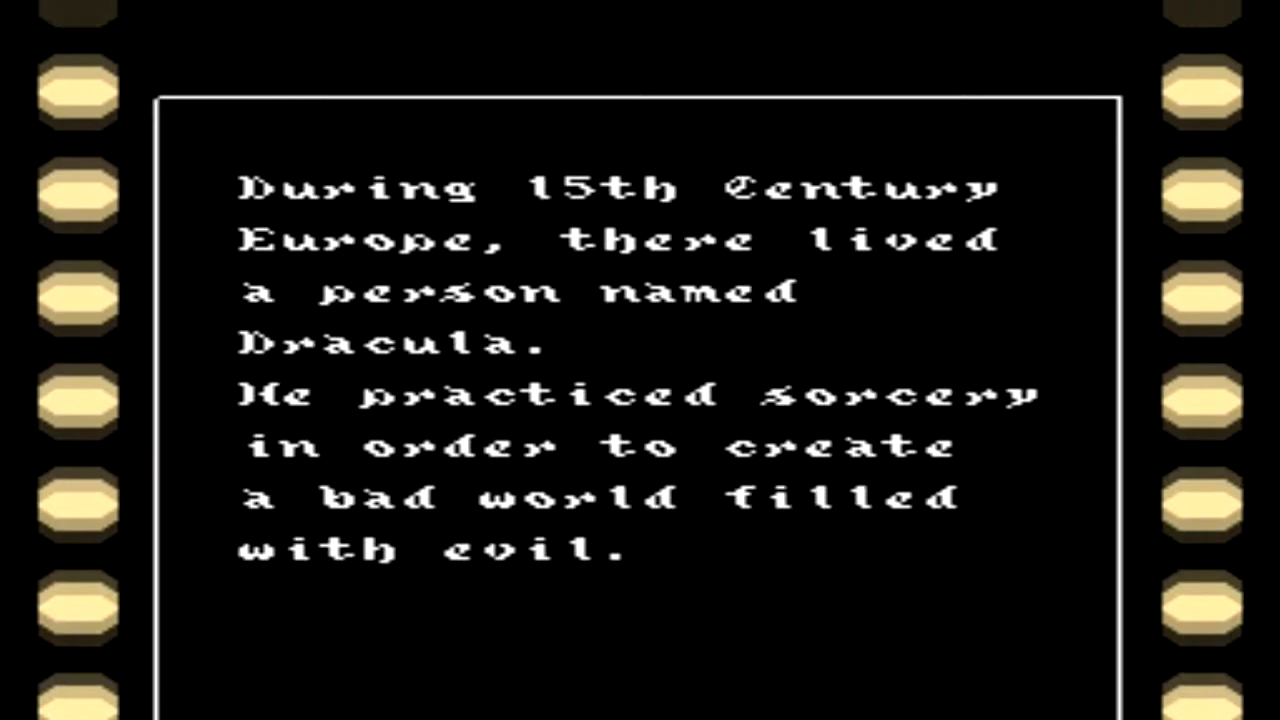 During 15th Century
Europe, there lived
a person named
Dracula.
He practiced sorcery
in order to create
a bad world filled
with evil.